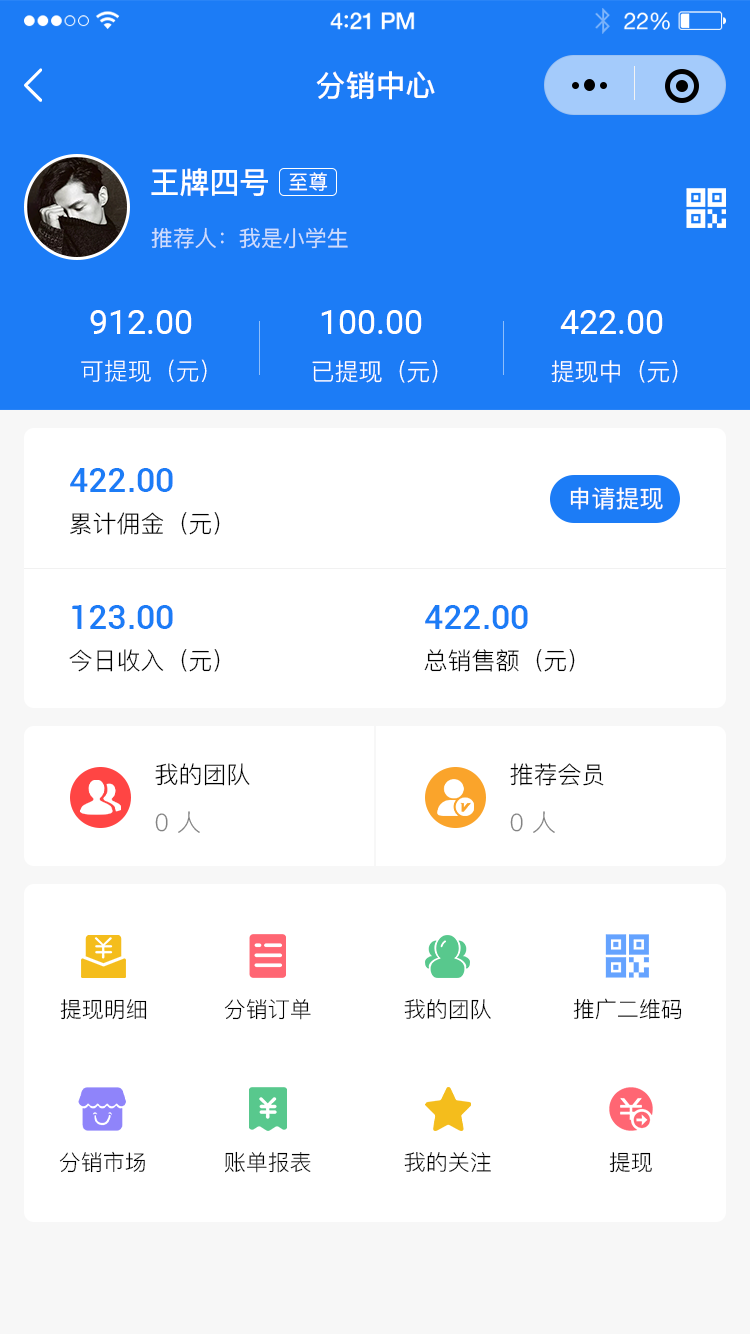 4:21 PM 22%
分销中心
王牌四号 至尊
推荐人：我是小学生
912.00 100.00 422.00
可提现（元） 已提现（元） 提现中（元）
422.00
累计佣金（元）
申请提现
123.00 422.00
今日收入（元） 总销售额（元）
我的团队 推荐会员
0 人 0 人
提现明细 分销订单 我的团队 推广二维码
分销市场 账单报表 我的关注 提现